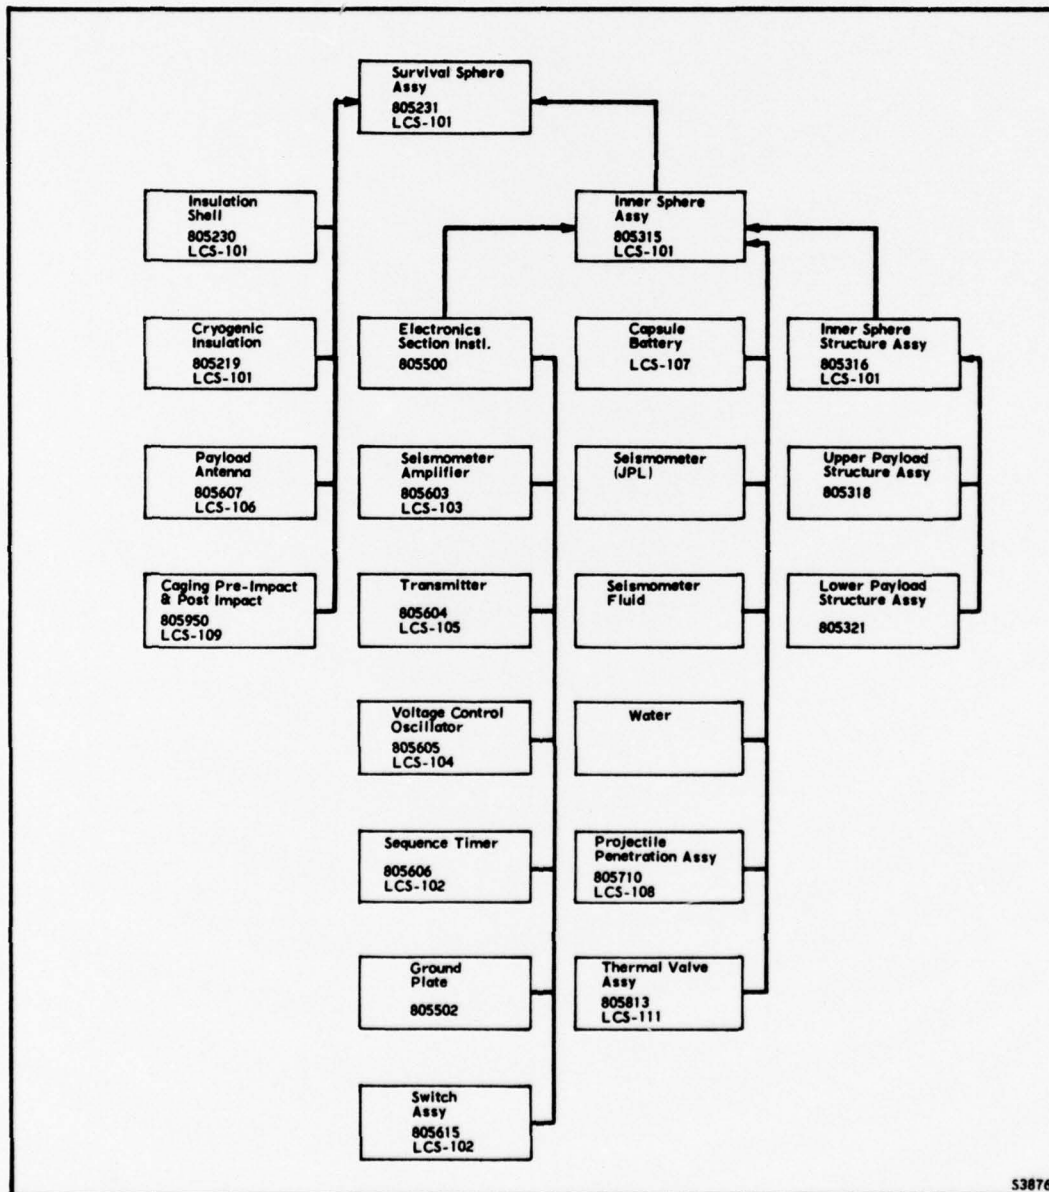 Survival Sphere
Assy
805231
LCS-101
Insulation
Shell
805230
LCS-101
Inner Sphere
Assy
805315
LCS-101
Cryogenic
Insulation
805219
LCS-101
Electronics
Section Instl.
805500
Capsule
Battery
LCS-107
Inner Sphere
Structure Assy
805316
LCS-101
Payload
Antenna
805607
LCS-106
Seismometer
Amplifier
805603
LCS-103
Seismometer
(JPL)
Upper Payload
Structure Assy
805318
Caging Pre-Impact
& Post Impact
805950
LCS-109
Transmitter
805604
LCS-105
Seismometer
Fluid
Lower Payload
Structure Assy
805321
Voltage Control
Oscillator
805605
LCS-104
Water
Sequence Timer
805606
LCS-102
Projectile
Penetration Assy
805710
LCS-108
Ground
Plate
805502
Thermal Valve
Assy
805813
LCS-111
Switch
Assy
805615
LCS-102
S3876